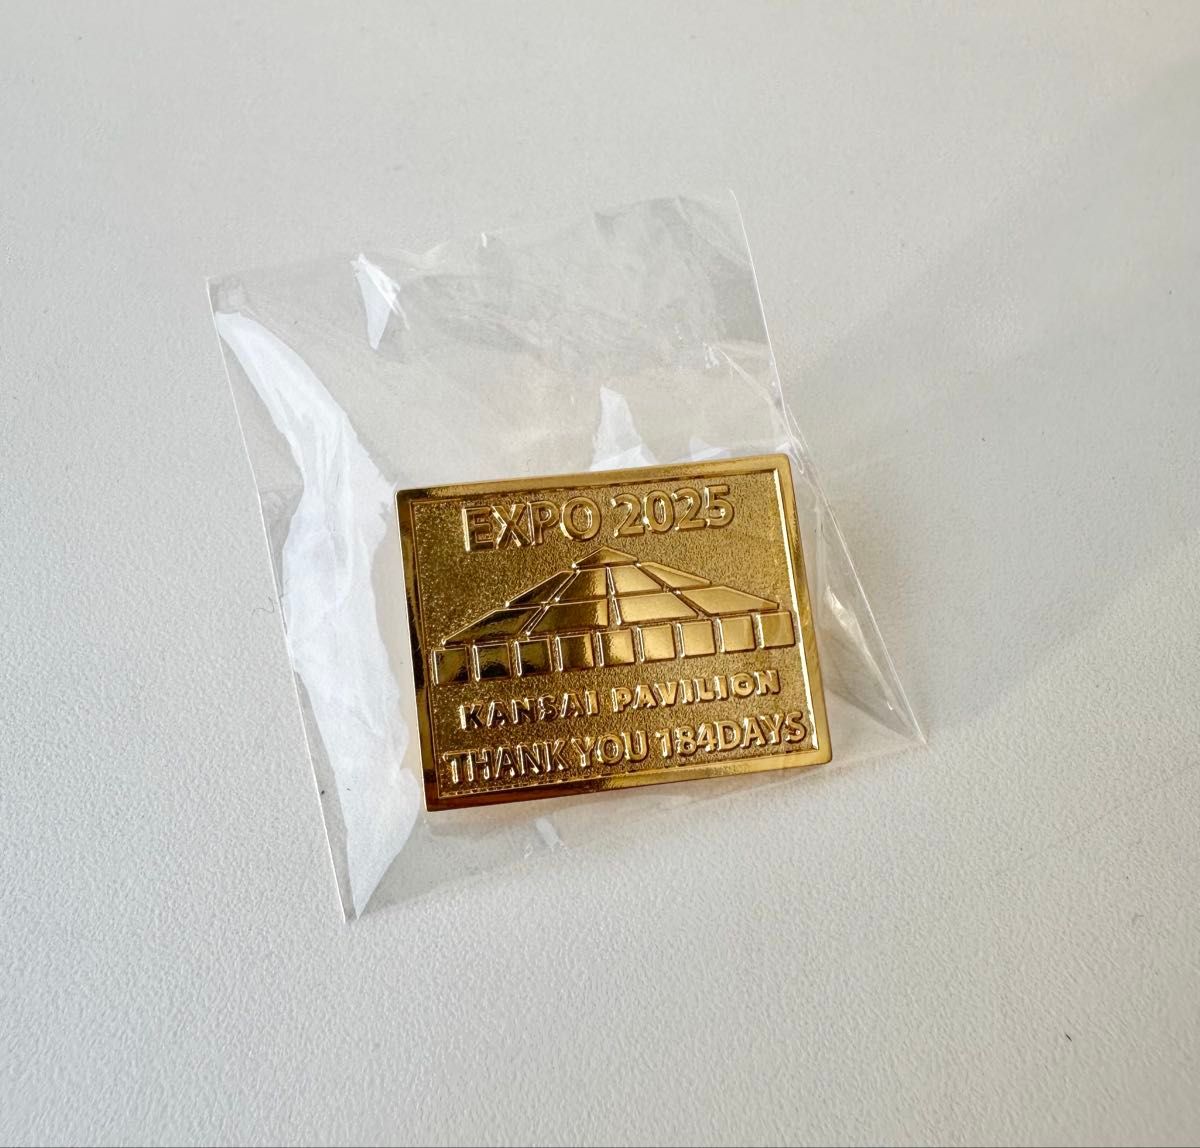 EXPO 2025
KANSAI PAVILION
THANK YOU 184DAYS